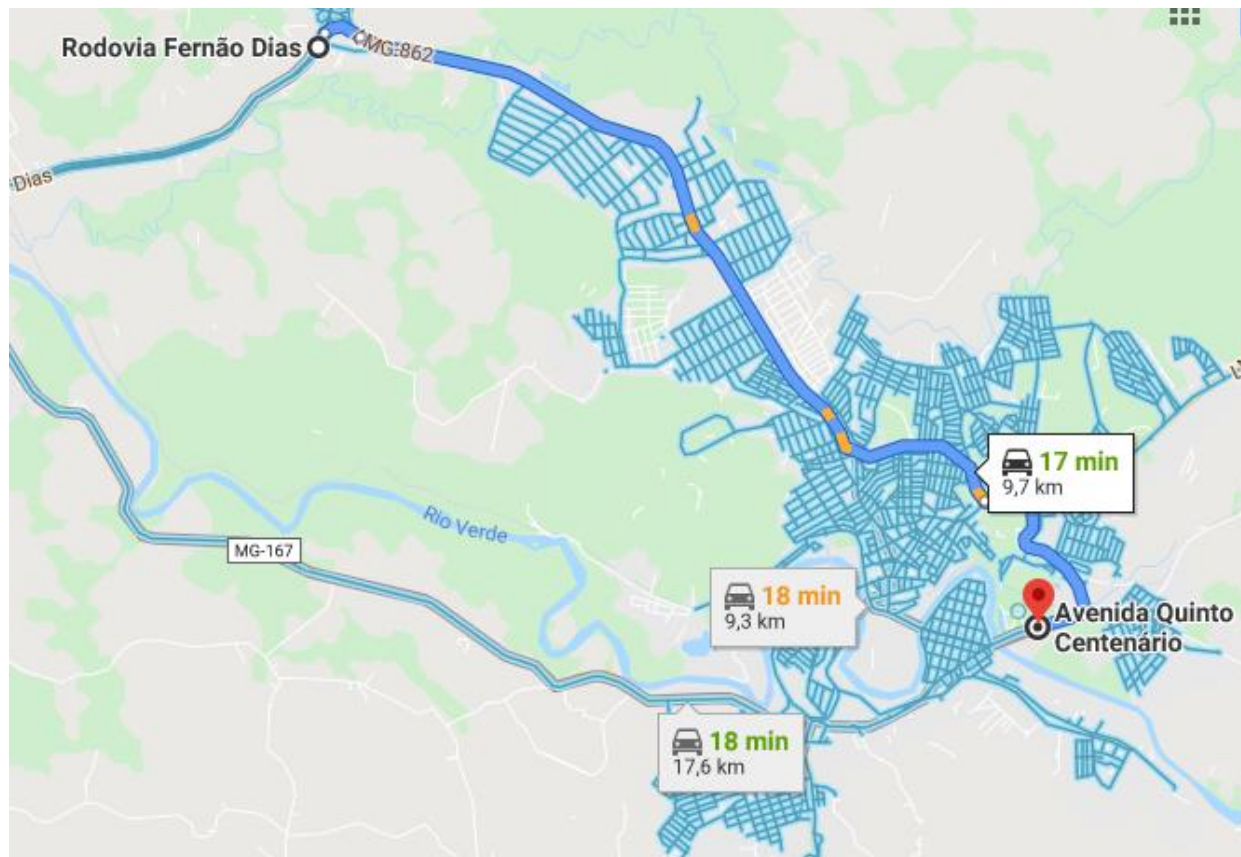 Rodovia Fernão Dias
CMG-862
Dias
17 min
9,7 km
Rio Verde
MG-167
18 min
9,3 km
Avenida Quinto
Centenário
18 min
17,6 km